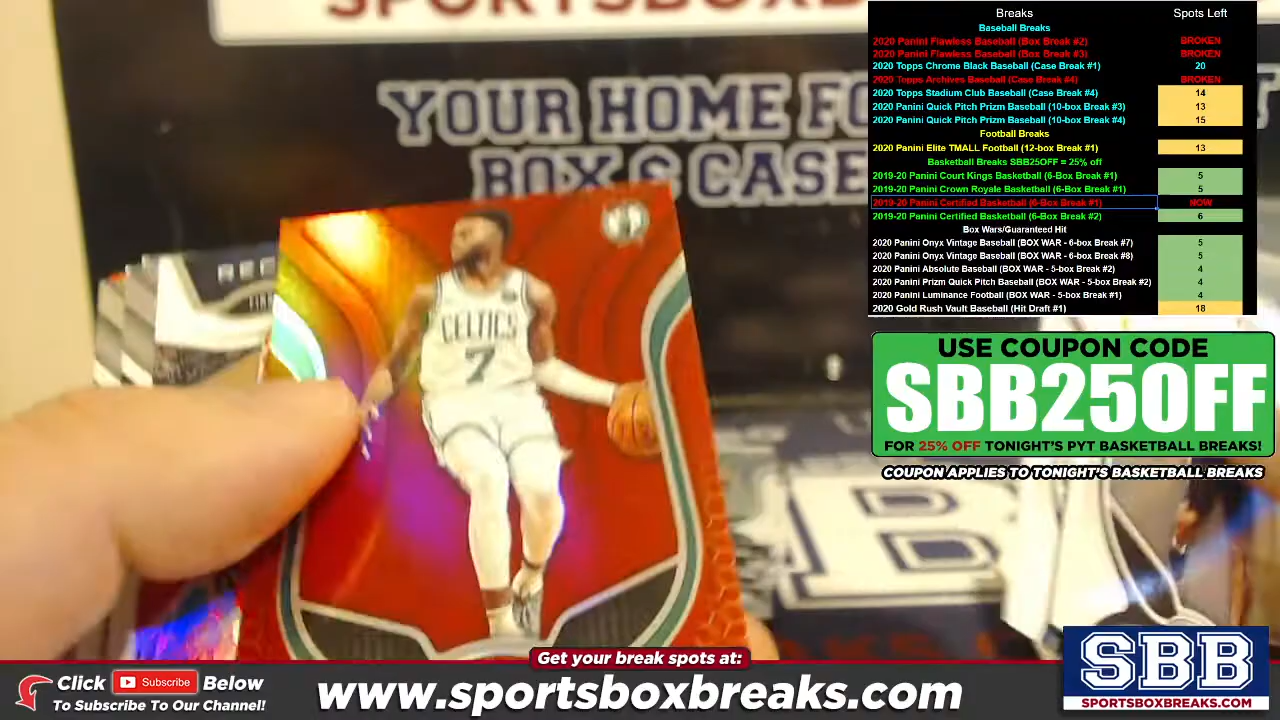 SPORTSBOXBREAKS
YOUR HOME FO
BOX & CASE
REC
CELTICS
7
B
Breaks Spots Left
Baseball Breaks
2020 Panini Flawless Baseball (Box Break #2) BROKEN
2020 Panini Flawless Baseball (Box Break #3) BROKEN
2020 Topps Chrome Black Baseball (Case Break #1) 20
2020 Topps Archives Baseball (Case Break #4) BROKEN
2020 Topps Stadium Club Baseball (Case Break #4) 14
2020 Panini Quick Pitch Prizm Baseball (10-box Break #3) 13
2020 Panini Quick Pitch Prizm Baseball (10-box Break #4) 15
Football Breaks
2020 Panini Elite TMALL Football (12-box Break #1) 13
Basketball Breaks SBB25OFF = 25% off
2019-20 Panini Court Kings Basketball (6-Box Break #1) 5
2019-20 Panini Crown Royale Basketball (6-Box Break #1) 5
2019-20 Panini Certified Basketball (6-Box Break #1) NOW
2019-20 Panini Certified Basketball (6-Box Break #2) 6
Box Wars/Guaranteed Hit
2020 Panini Onyx Vintage Baseball (BOX WAR - 6-box Break #7) 5
2020 Panini Onyx Vintage Baseball (BOX WAR - 6-box Break #8) 5
2020 Panini Absolute Baseball (BOX WAR - 5-box Break #2) 4
2020 Panini Prizm Quick Pitch Baseball (BOX WAR - 5-box Break #2) 4
2020 Panini Luminance Football (BOX WAR - 5-box Break #1) 4
2020 Gold Rush Vault Baseball (Hit Draft #1) 18
USE COUPON CODE
SBB25OFF
FOR 25% OFF TONIGHT'S PYT BASKETBALL BREAKS!
COUPON APPLIES TO TONIGHT'S BASKETBALL BREAKS
Get your break spots at:
Click Subscribe Below
To Subscribe To Our Channel!
www.sportsboxbreaks.com
SBB
SPORTSBOXBREAKS.COM